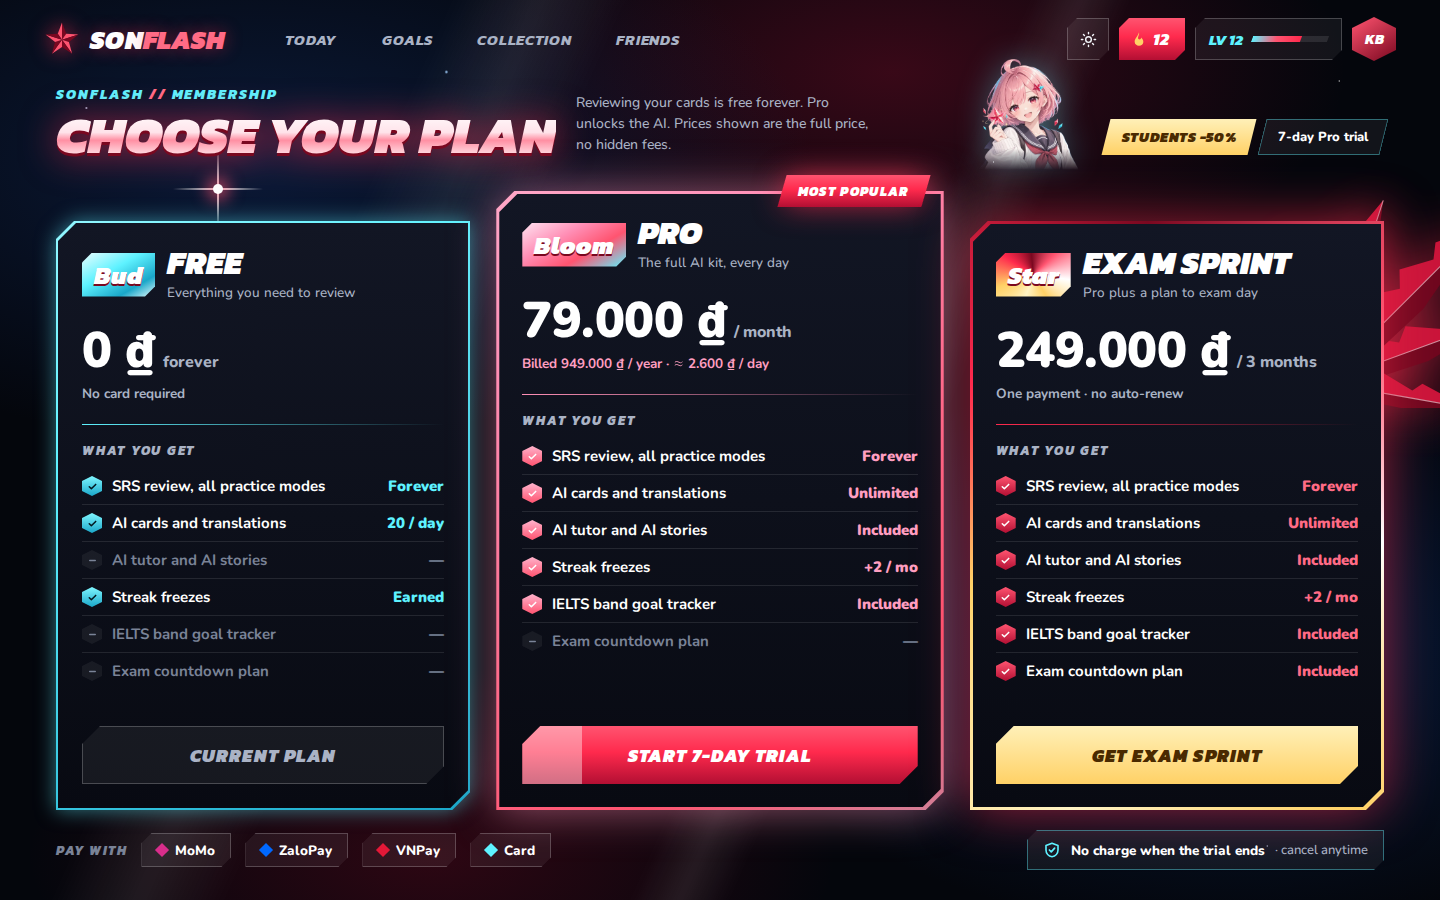 SONFLASH
TODAY
GOALS
COLLECTION
FRIENDS
12
LV 12
KB
SONFLASH // MEMBERSHIP
CHOOSE YOUR PLAN
Reviewing your cards is free forever. Pro
unlocks the AI. Prices shown are the full price,
no hidden fees.
STUDENTS -50%
7-day Pro trial
Bud
FREE
Everything you need to review
0 ₫ forever
No card required
WHAT YOU GET
SRS review, all practice modes Forever
AI cards and translations 20 / day
AI tutor and AI stories —
Streak freezes Earned
IELTS band goal tracker —
Exam countdown plan —
CURRENT PLAN
MOST POPULAR
Bloom
PRO
The full AI kit, every day
79.000 ₫ / month
Billed 949.000 ₫ / year · ≈ 2.600 ₫ / day
WHAT YOU GET
SRS review, all practice modes Forever
AI cards and translations Unlimited
AI tutor and AI stories Included
Streak freezes +2 / mo
IELTS band goal tracker Included
Exam countdown plan —
START 7-DAY TRIAL
Star
EXAM SPRINT
Pro plus a plan to exam day
249.000 ₫ / 3 months
One payment · no auto-renew
WHAT YOU GET
SRS review, all practice modes Forever
AI cards and translations Unlimited
AI tutor and AI stories Included
Streak freezes +2 / mo
IELTS band goal tracker Included
Exam countdown plan Included
GET EXAM SPRINT
PAY WITH
MoMo
ZaloPay
VNPay
Card
No charge when the trial ends · cancel anytime